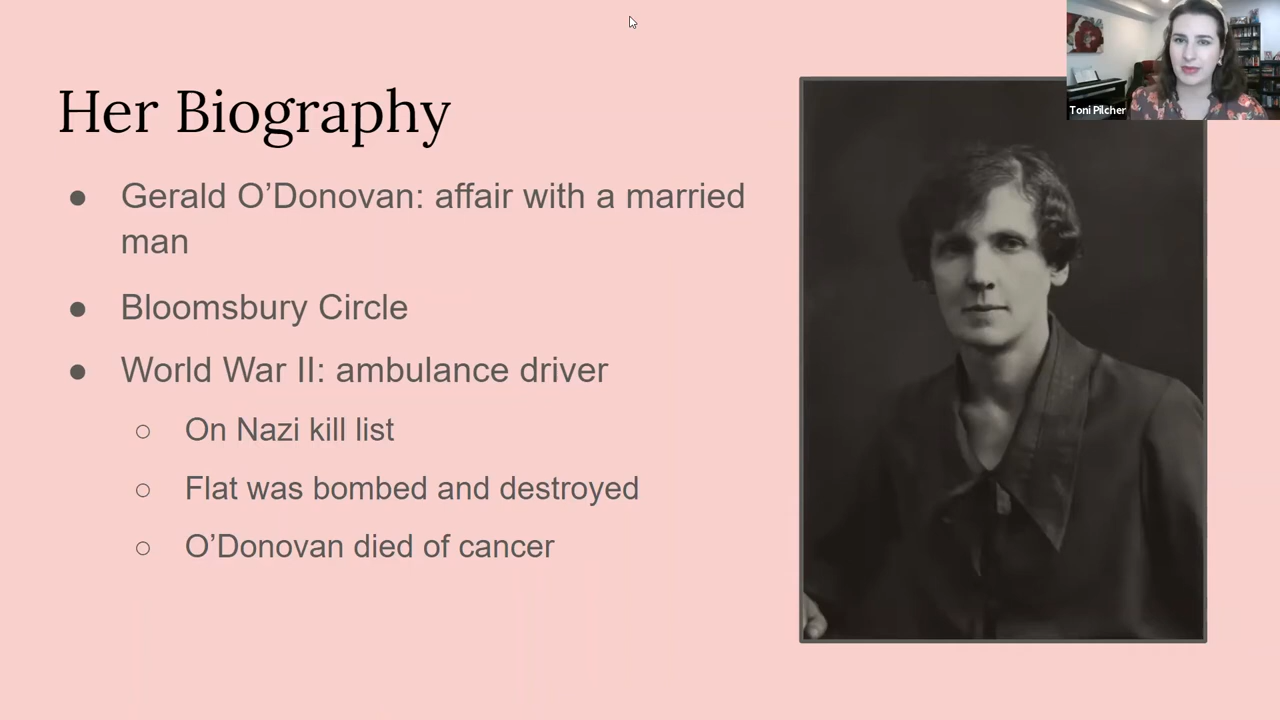 Her Biography
● Gerald O’Donovan: affair with a married
man
● Bloomsbury Circle
● World War II: ambulance driver
○ On Nazi kill list
○ Flat was bombed and destroyed
○ O’Donovan died of cancer
Toni Pilcher